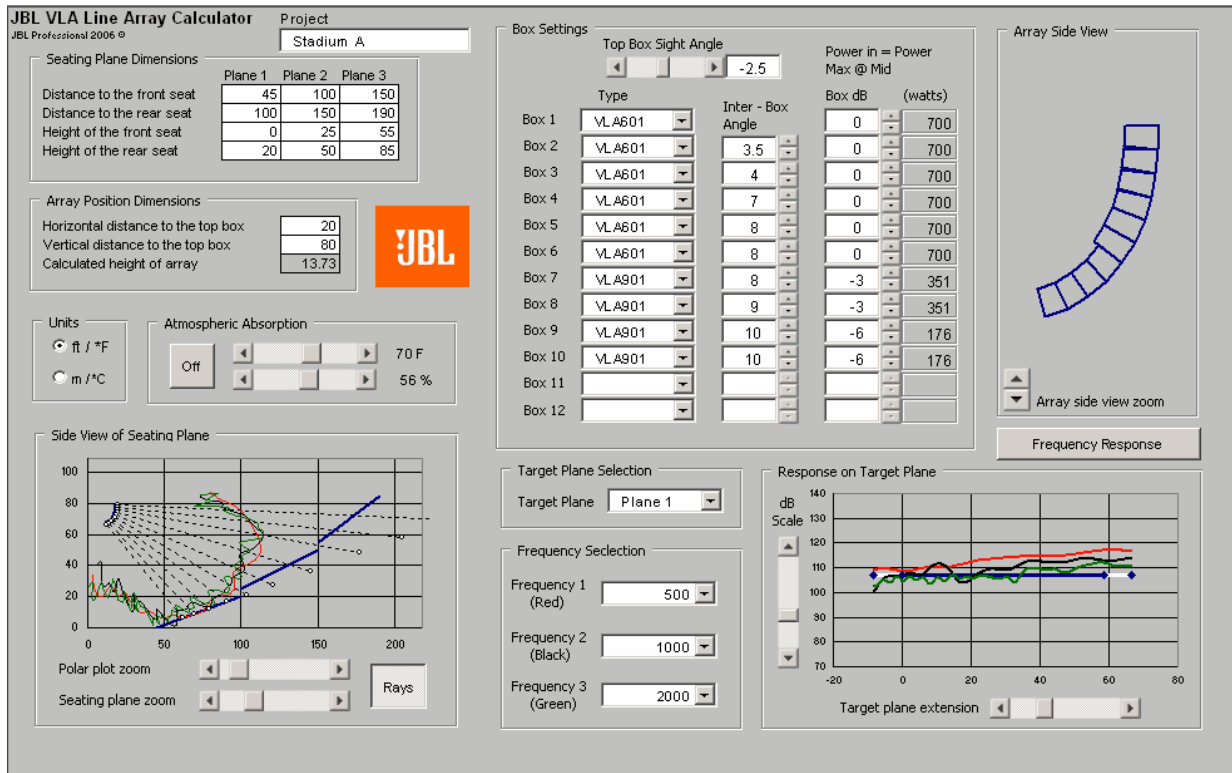 JBL VLA Line Array Calculator
JBL Professional 2006 ©
Project
Stadium A
Seating Plane Dimensions
Plane 1 Plane 2 Plane 3
Distance to the front seat 45 100 150
Distance to the rear seat 100 150 190
Height of the front seat 0 25 55
Height of the rear seat 20 50 85
Array Position Dimensions
Horizontal distance to the top box 20
Vertical distance to the top box 80
Calculated height of array 13.73
JBL
Units
ft / *F
m /*C
Atmospheric Absorption
Off
70 F
56 %
Box Settings
Top Box Sight Angle
-2.5
Power in = Power
Max @ Mid
Type
Inter - Box
Angle
Box dB (watts)
Box 1 VLA601 0 700
Box 2 VLA601 3.5 0 700
Box 3 VLA601 4 0 700
Box 4 VLA601 7 0 700
Box 5 VLA601 8 0 700
Box 6 VLA601 8 0 700
Box 7 VLA901 8 -3 351
Box 8 VLA901 9 -3 351
Box 9 VLA901 10 -6 176
Box 10 VLA901 10 -6 176
Box 11
Box 12
Array Side View
Array side view zoom
Frequency Response
Side View of Seating Plane
100
80
60
40
20
0
0 50 100 150 200
Polar plot zoom
Seating plane zoom
Rays
Target Plane Selection
Target Plane Plane 1
Frequency Seclection
Frequency 1
(Red)
500
Frequency 2
(Black)
1000
Frequency 3
(Green)
2000
Response on Target Plane
dB
Scale
140
130
120
110
100
90
80
70
-20 0 20 40 60 80
Target plane extension